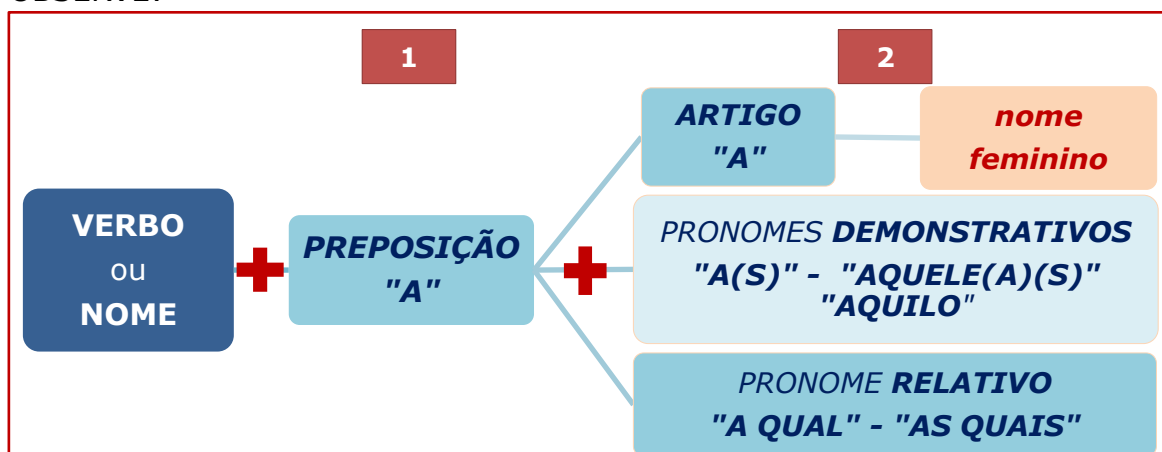 1
2
VERBO
ou
NOME
PREPOSIÇÃO
"A"
ARTIGO
"A"
nome
feminino
PRONOMES DEMONSTRATIVOS
"A(S)" - "AQUELE(A)(S)"
"AQUILO"
PRONOME RELATIVO
"A QUAL" - "AS QUAIS"